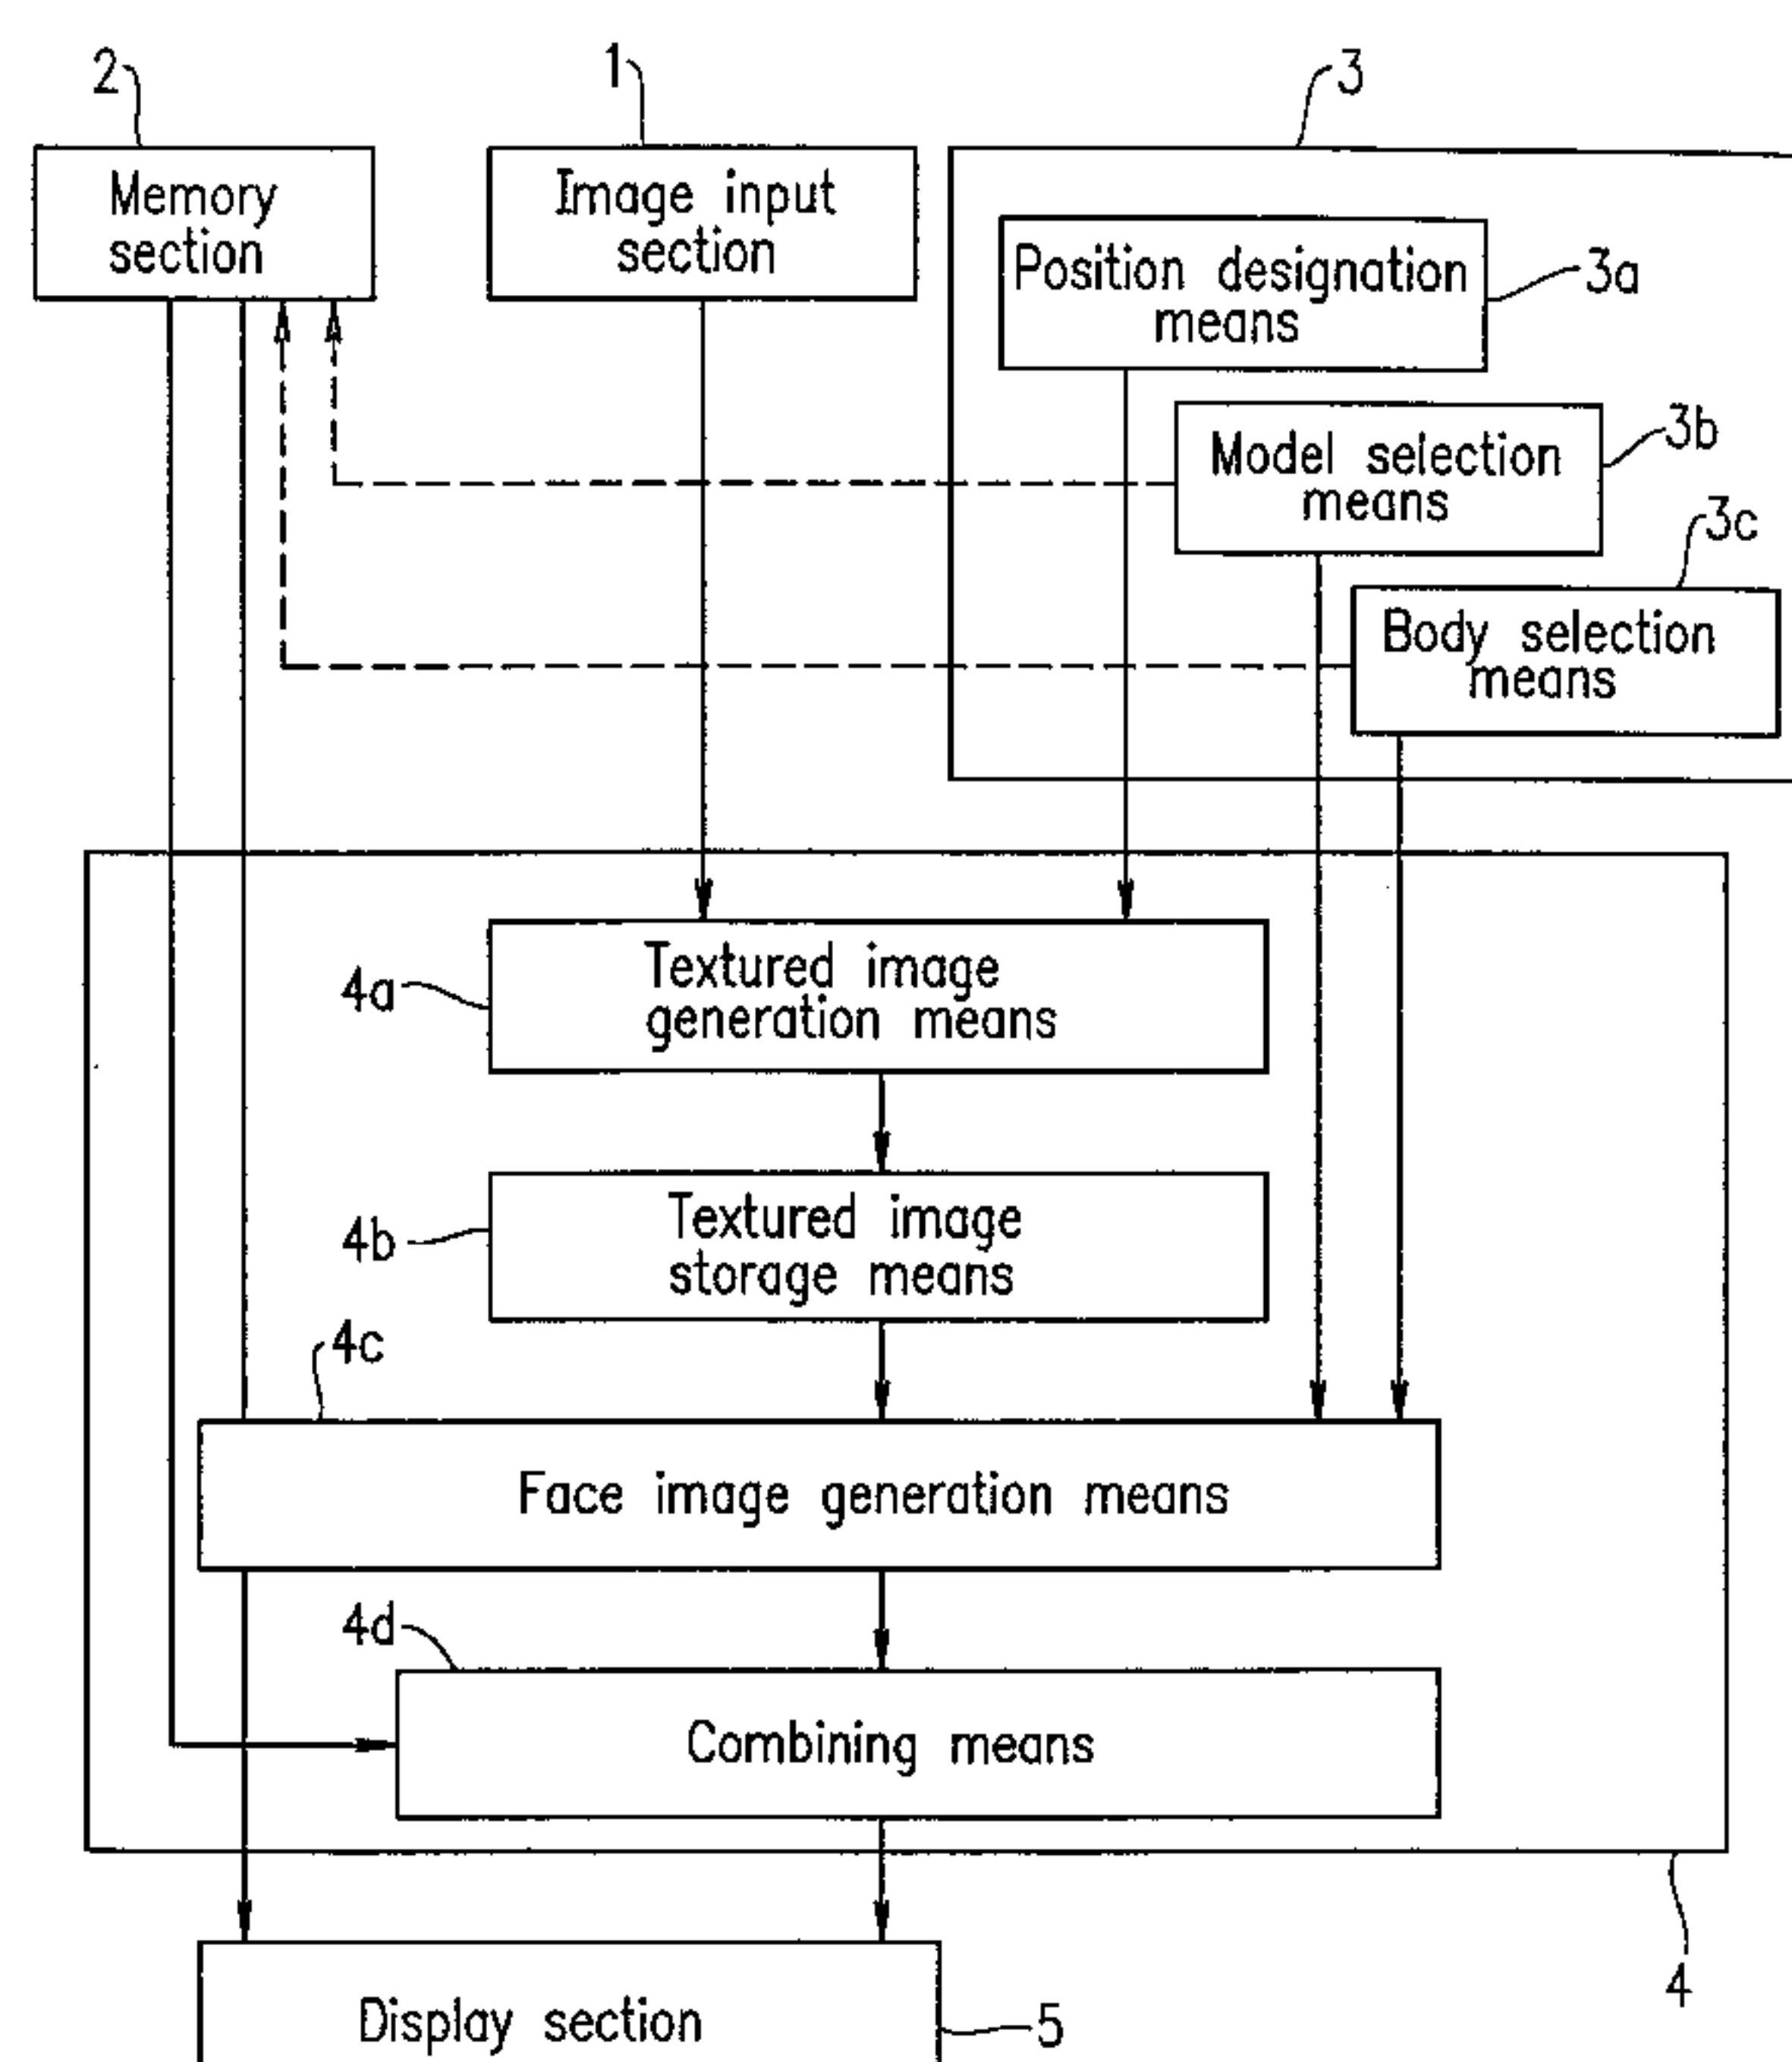 2
1
3
Memory
section
Image input
section
Position designation
means
3a
Model selection
means
3b
3c
Body selection
means
4a
Textured image
generation means
4b
Textured image
storage means
4c
Face image generation means
4d
Combining means
4
Display section
5